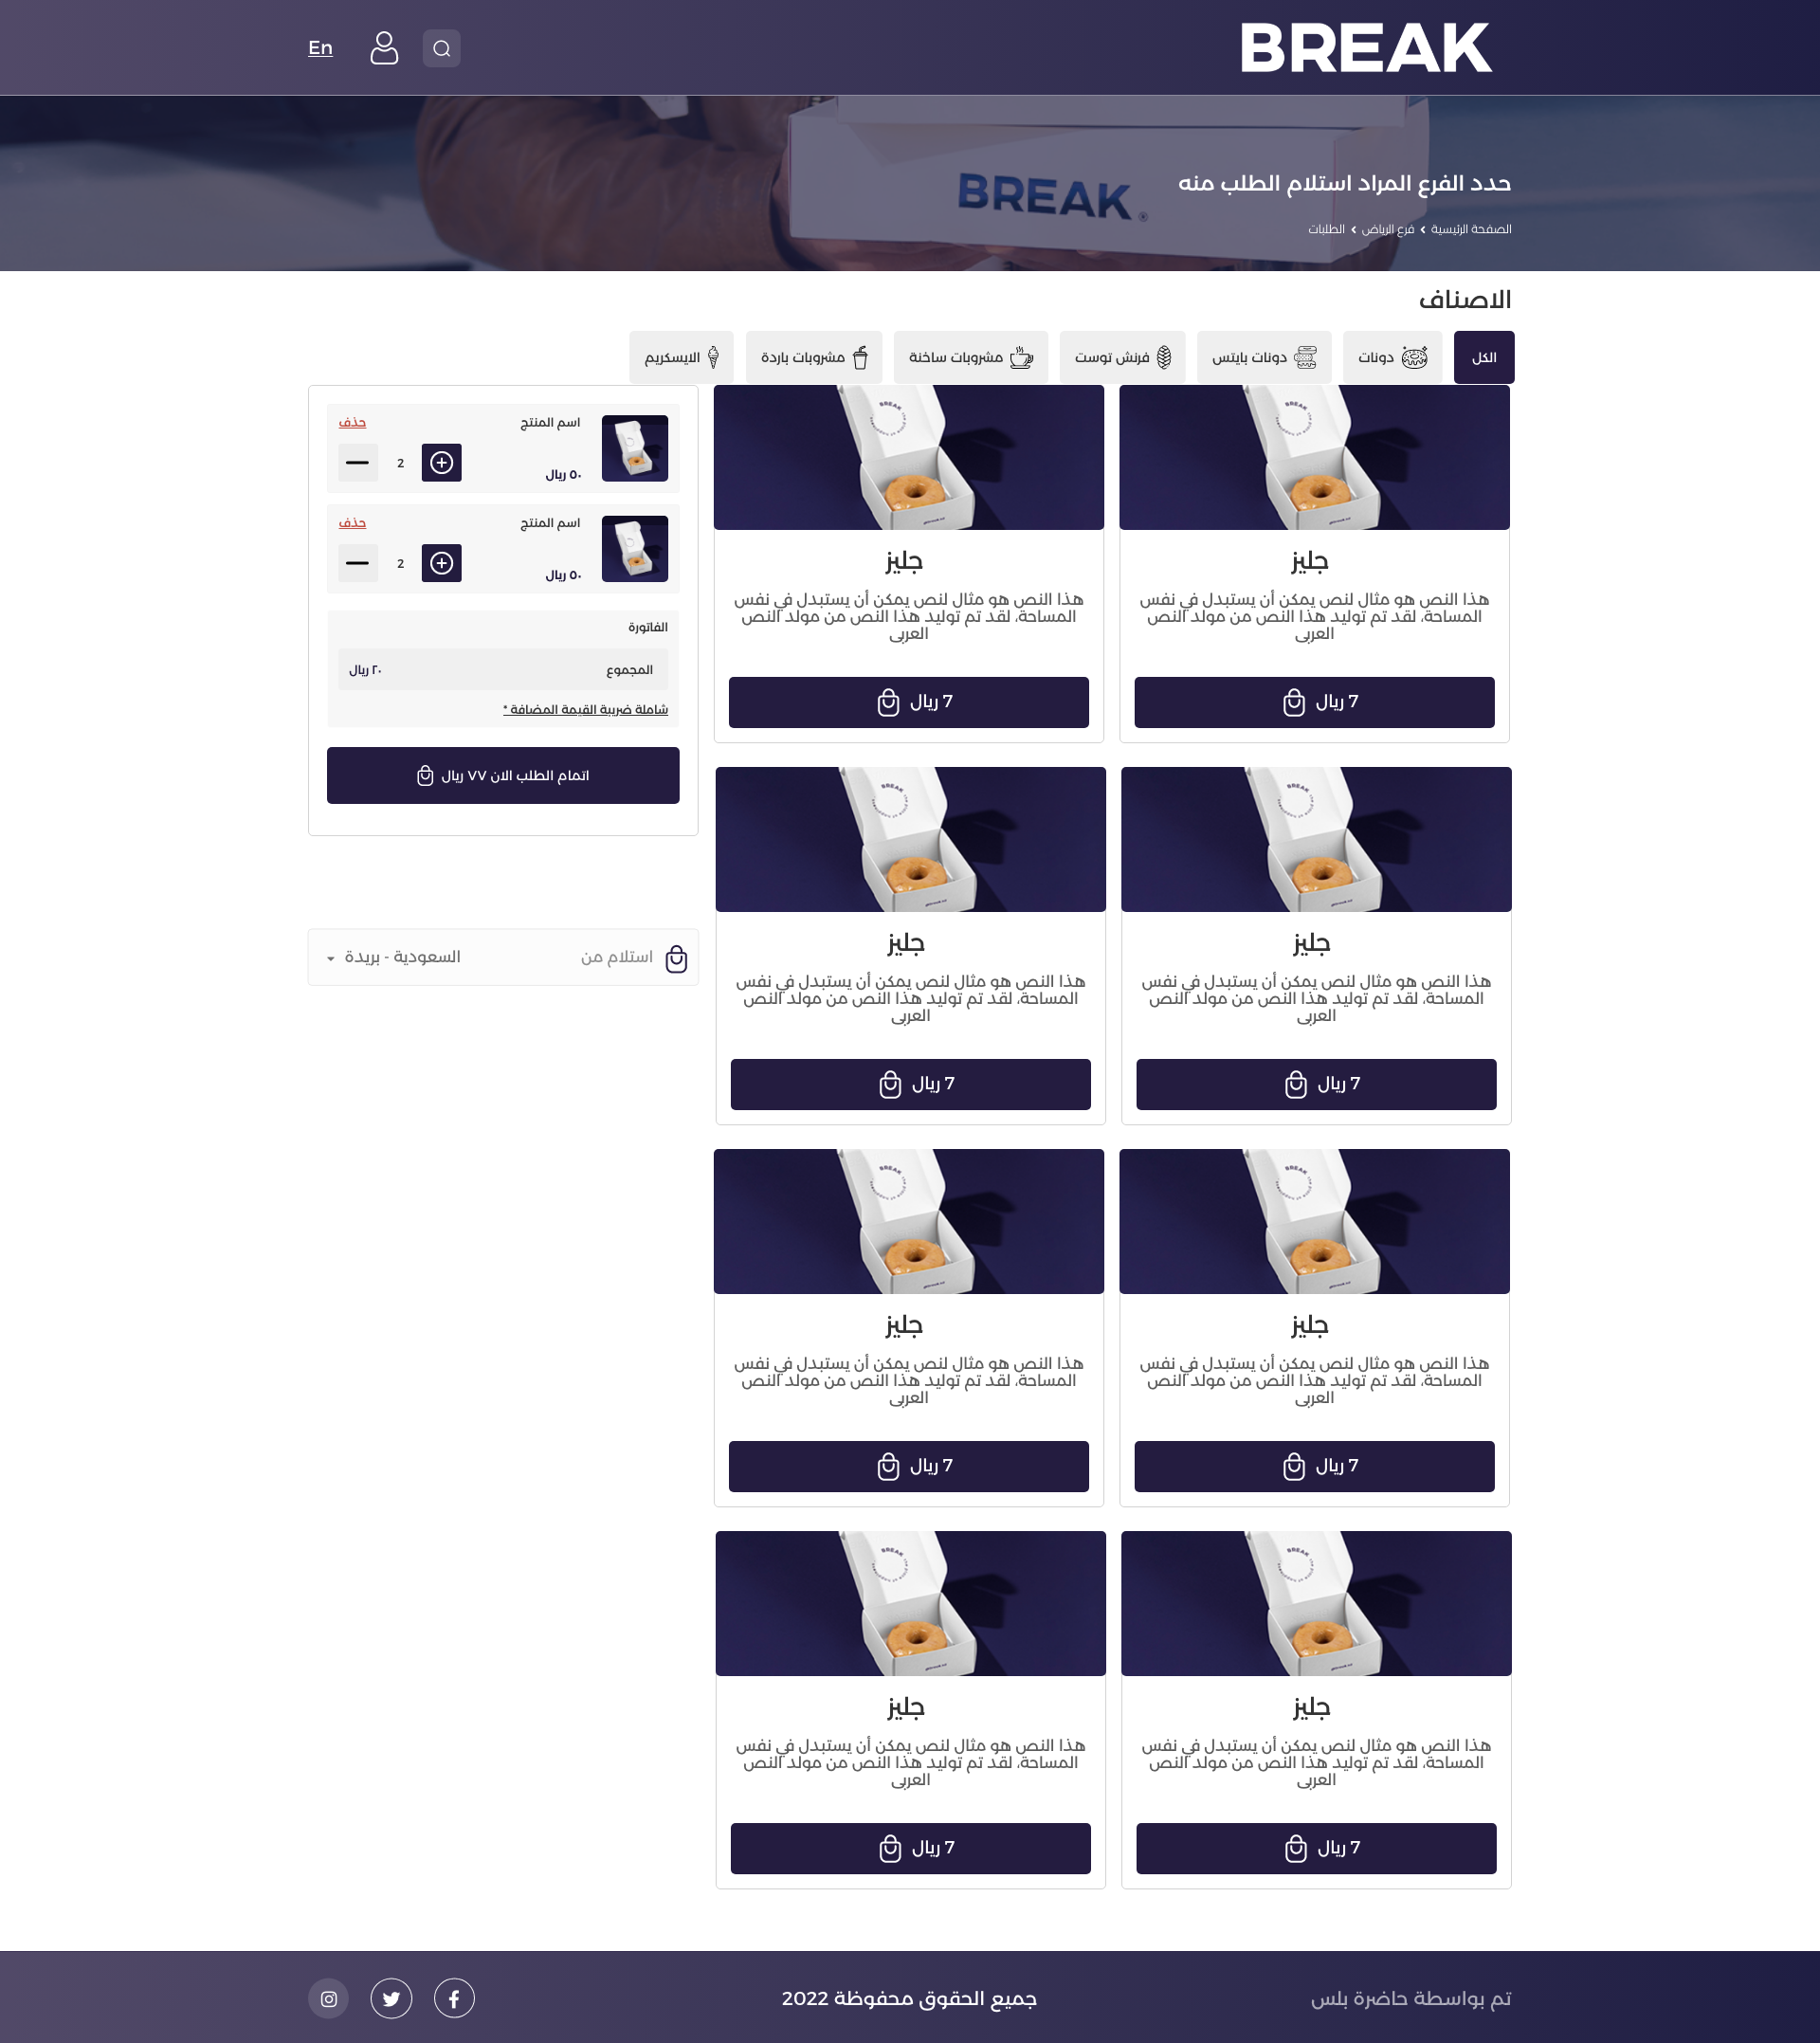 BREAK
En
BREAK
حدد الفرع المراد استلام الطلب منه
الصفحة الرئيسية
فرع الرياض
الطلبات
الاصناف
الكل
دونات
دونات بايتس
فرنش توست
مشروبات ساخنة
مشروبات باردة
الايسكريم
BREAK
جليز
هذا النص هو مثال لنص يمكن أن يستبدل في نفس
المساحة، لقد تم توليد هذا النص من مولد النص
العربى
7 ريال
BREAK
جليز
هذا النص هو مثال لنص يمكن أن يستبدل في نفس
المساحة، لقد تم توليد هذا النص من مولد النص
العربى
7 ريال
اسم المنتج
حذف
2
٥٠ ريال
اسم المنتج
حذف
2
٥٠ ريال
الفاتورة
المجموع
٢٠ ريال
شاملة ضريبة القيمة المضافة *
اتمام الطلب الان ٧٧ ريال
استلام من
السعودية - بريدة
BREAK
جليز
هذا النص هو مثال لنص يمكن أن يستبدل في نفس
المساحة، لقد تم توليد هذا النص من مولد النص
العربى
7 ريال
BREAK
جليز
هذا النص هو مثال لنص يمكن أن يستبدل في نفس
المساحة، لقد تم توليد هذا النص من مولد النص
العربى
7 ريال
BREAK
جليز
هذا النص هو مثال لنص يمكن أن يستبدل في نفس
المساحة، لقد تم توليد هذا النص من مولد النص
العربى
7 ريال
BREAK
جليز
هذا النص هو مثال لنص يمكن أن يستبدل في نفس
المساحة، لقد تم توليد هذا النص من مولد النص
العربى
7 ريال
BREAK
جليز
هذا النص هو مثال لنص يمكن أن يستبدل في نفس
المساحة، لقد تم توليد هذا النص من مولد النص
العربى
7 ريال
BREAK
جليز
هذا النص هو مثال لنص يمكن أن يستبدل في نفس
المساحة، لقد تم توليد هذا النص من مولد النص
العربى
7 ريال
تم بواسطة حاضرة بلس
جميع الحقوق محفوظة 2022